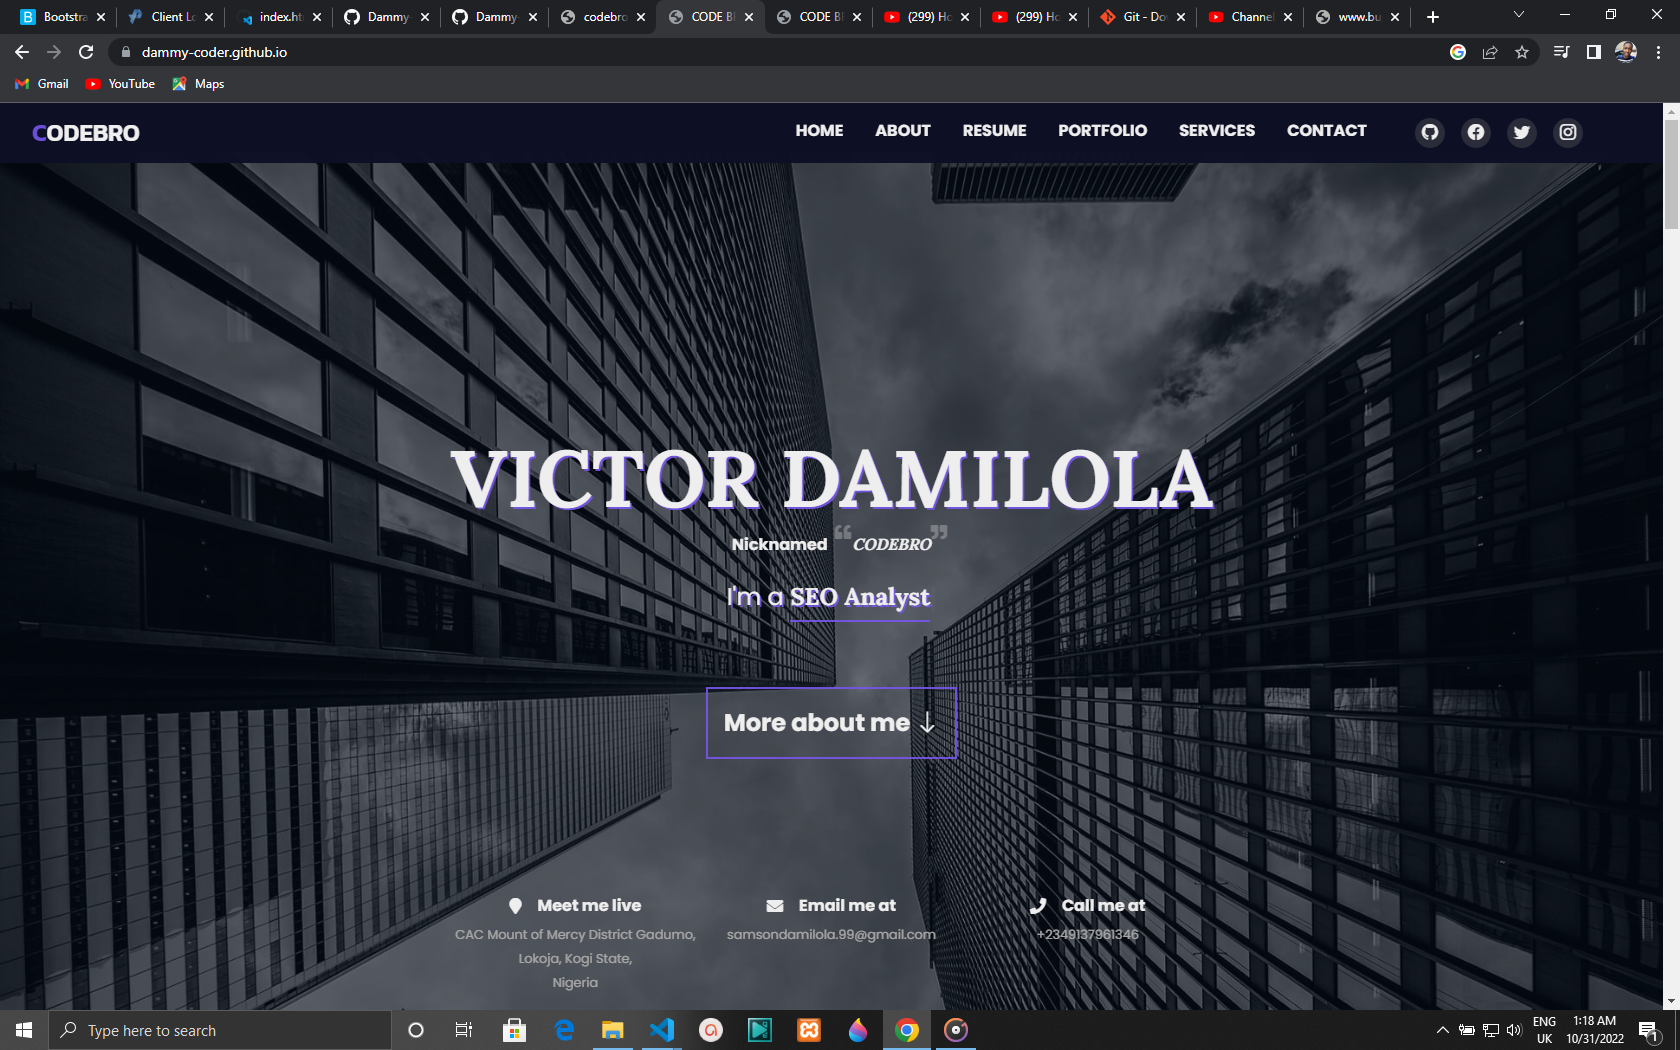 Bootstra
Client Lo
index.ht
Dammy-
Dammy-
codebro
CODE B
CODE B
(299) Ho
(299) Ho
Git - Do
Channel
www.bu
dammy-coder.github.io
Gmail
YouTube
Maps
CODEBRO
HOME
ABOUT
RESUME
PORTFOLIO
SERVICES
CONTACT
VICTOR DAMILOLA
Nicknamed “ CODEBRO ”
I'm a SEO Analyst
More about me ↓
Meet me live
CAC Mount of Mercy District Gadumo,
Lokoja, Kogi State,
Nigeria
Email me at
samsondamilola.99@gmail.com
Call me at
+2349137961346
Type here to search
ENG
UK
1:18 AM
10/31/2022
1